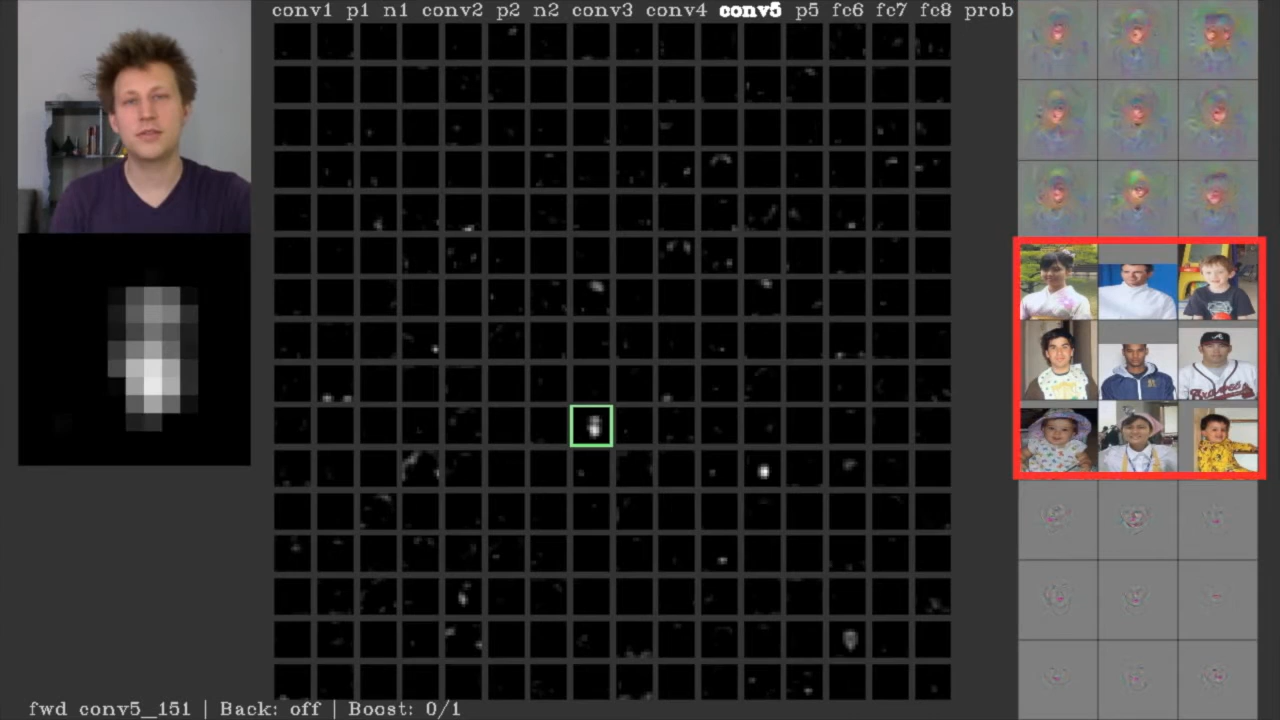 conv1 p1 n1 conv2 p2 n2 conv3 conv4 conv5 p5 fc6 fc7 fc8 prob
A
Braves
fwd conv5_151 | Back: off | Boost: 0/1